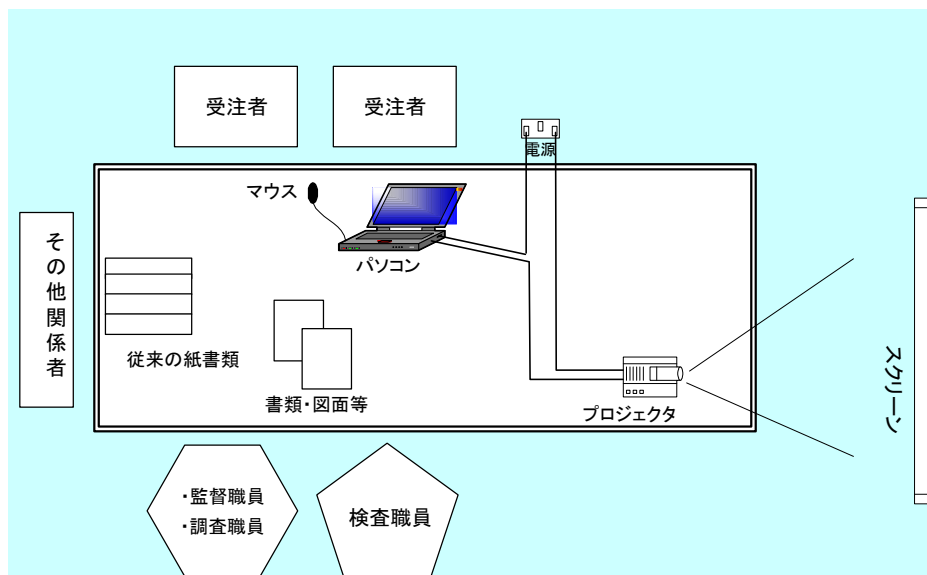 受注者
受注者
電源
マウス
パソコン
その他関係者
従来の紙書類
書類・図面等
プロジェクタ
スクリーン
・監督職員
・調査職員
検査職員